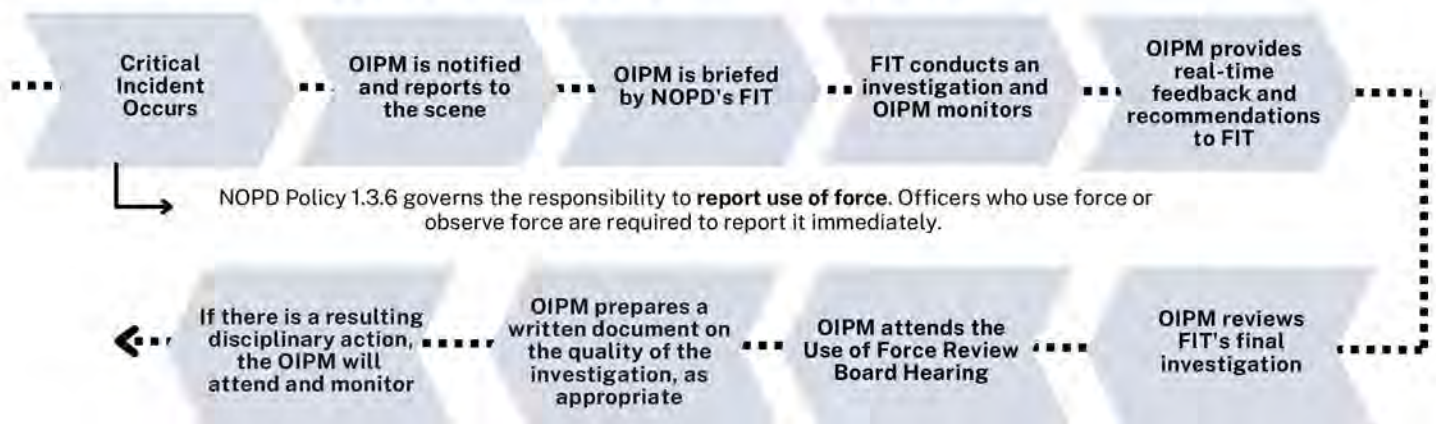 Critical
Incident
Occurs
OIPM is notified
and reports to
the scene
OIPM is briefed
by NOPD's FIT
FIT conducts an
investigation and
OIPM monitors
OIPM provides
real-time
feedback and
recommendations
to FIT
NOPD Policy 1.3.6 governs the responsibility to report use of force. Officers who use force or
observe force are required to report it immediately.
OIPM reviews
FIT's final
investigation
OIPM attends the
Use of Force Review
Board Hearing
OIPM prepares a
written document on
the quality of the
investigation, as
appropriate
If there is a resulting
disciplinary action,
the OIPM will
attend and monitor